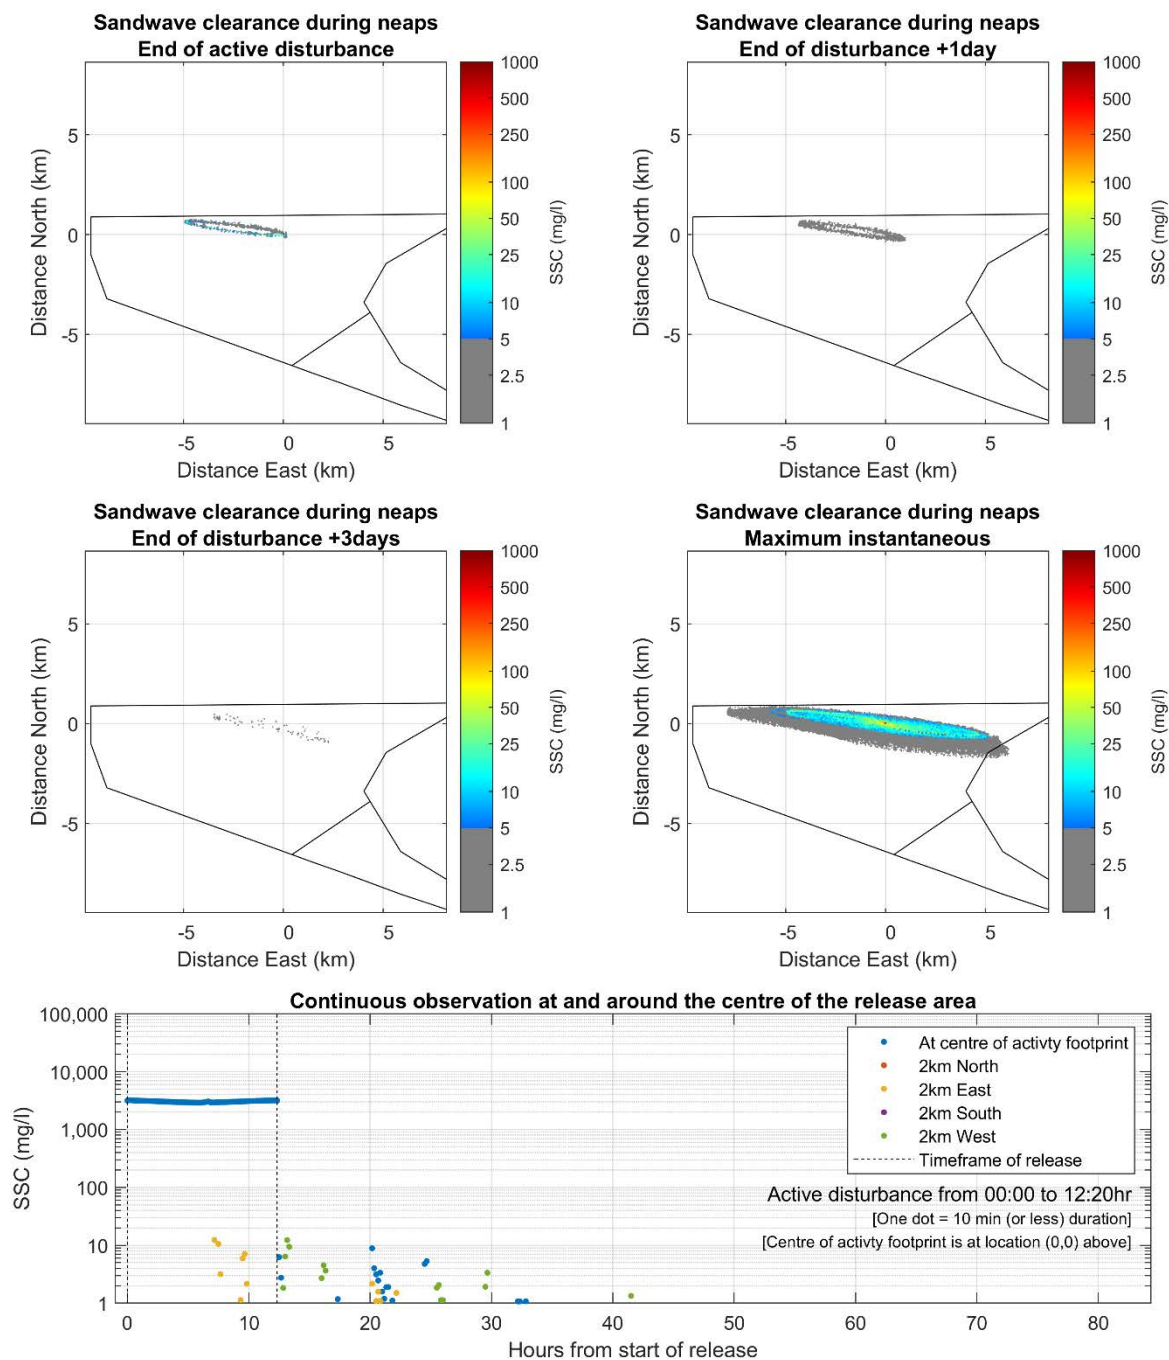 Sandwave clearance during neaps
End of active disturbance
1000
500
250
100
50
25
10
5
2.5
1
SSC (mg/l)
5
0
-5
Distance North (km)
-5
0
5
Distance East (km)
Sandwave clearance during neaps
End of disturbance +1day
1000
500
250
100
50
25
10
5
2.5
1
SSC (mg/l)
5
0
-5
Distance North (km)
-5
0
5
Distance East (km)
Sandwave clearance during neaps
End of disturbance +3days
1000
500
250
100
50
25
10
5
2.5
1
SSC (mg/l)
5
0
-5
Distance North (km)
-5
0
5
Distance East (km)
Sandwave clearance during neaps
Maximum instantaneous
1000
500
250
100
50
25
10
5
2.5
1
SSC (mg/l)
5
0
-5
Distance North (km)
-5
0
5
Distance East (km)
Continuous observation at and around the centre of the release area
100,000
10,000
1,000
100
10
1
SSC (mg/l)
At centre of activty footprint
2km North
2km East
2km South
2km West
Timeframe of release
Active disturbance from 00:00 to 12:20hr
[One dot = 10 min (or less) duration]
[Centre of activty footprint is at location (0,0) above]
0
10
20
30
40
50
60
70
80
Hours from start of release